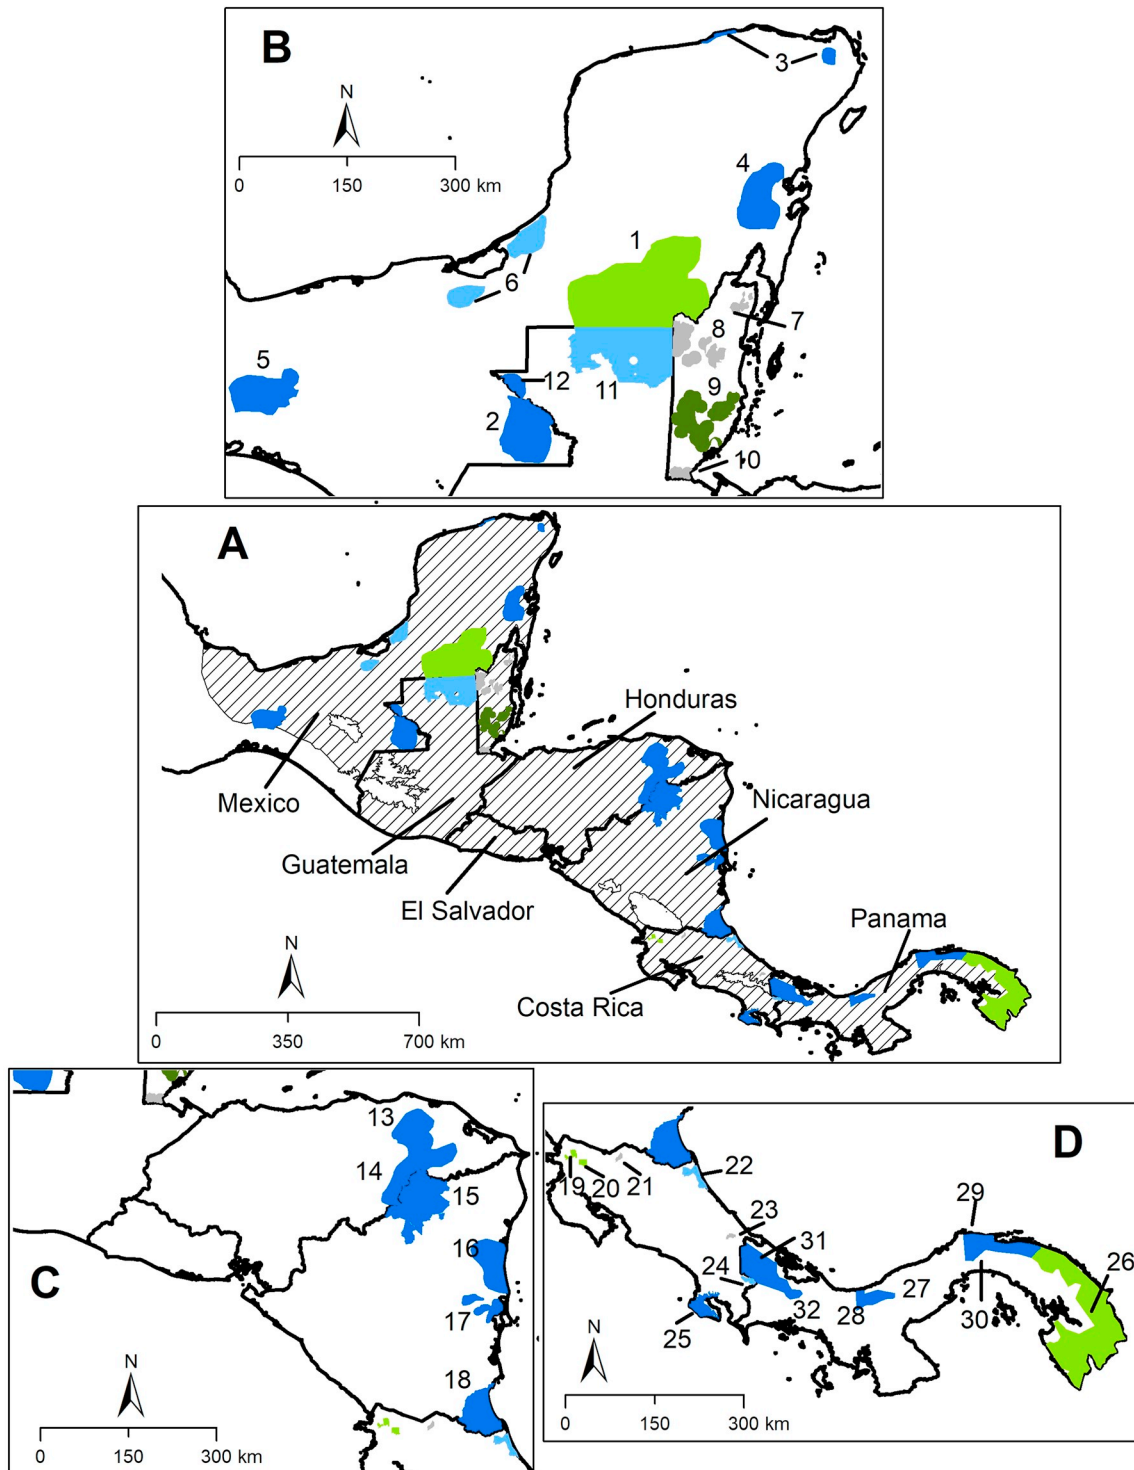 B
N
0 150 300 km
3
4
1
6
5
7
8
12
11
9
2
10
A
Honduras
Mexico
Nicaragua
Guatemala
El Salvador
Panama
N
Costa Rica
0 350 700 km
13
14
15
16
C
17
N
18
0 150 300 km
D
22
19 20 21
29
23
31
24
26
27
32 28
25
30
N
0 150 300 km